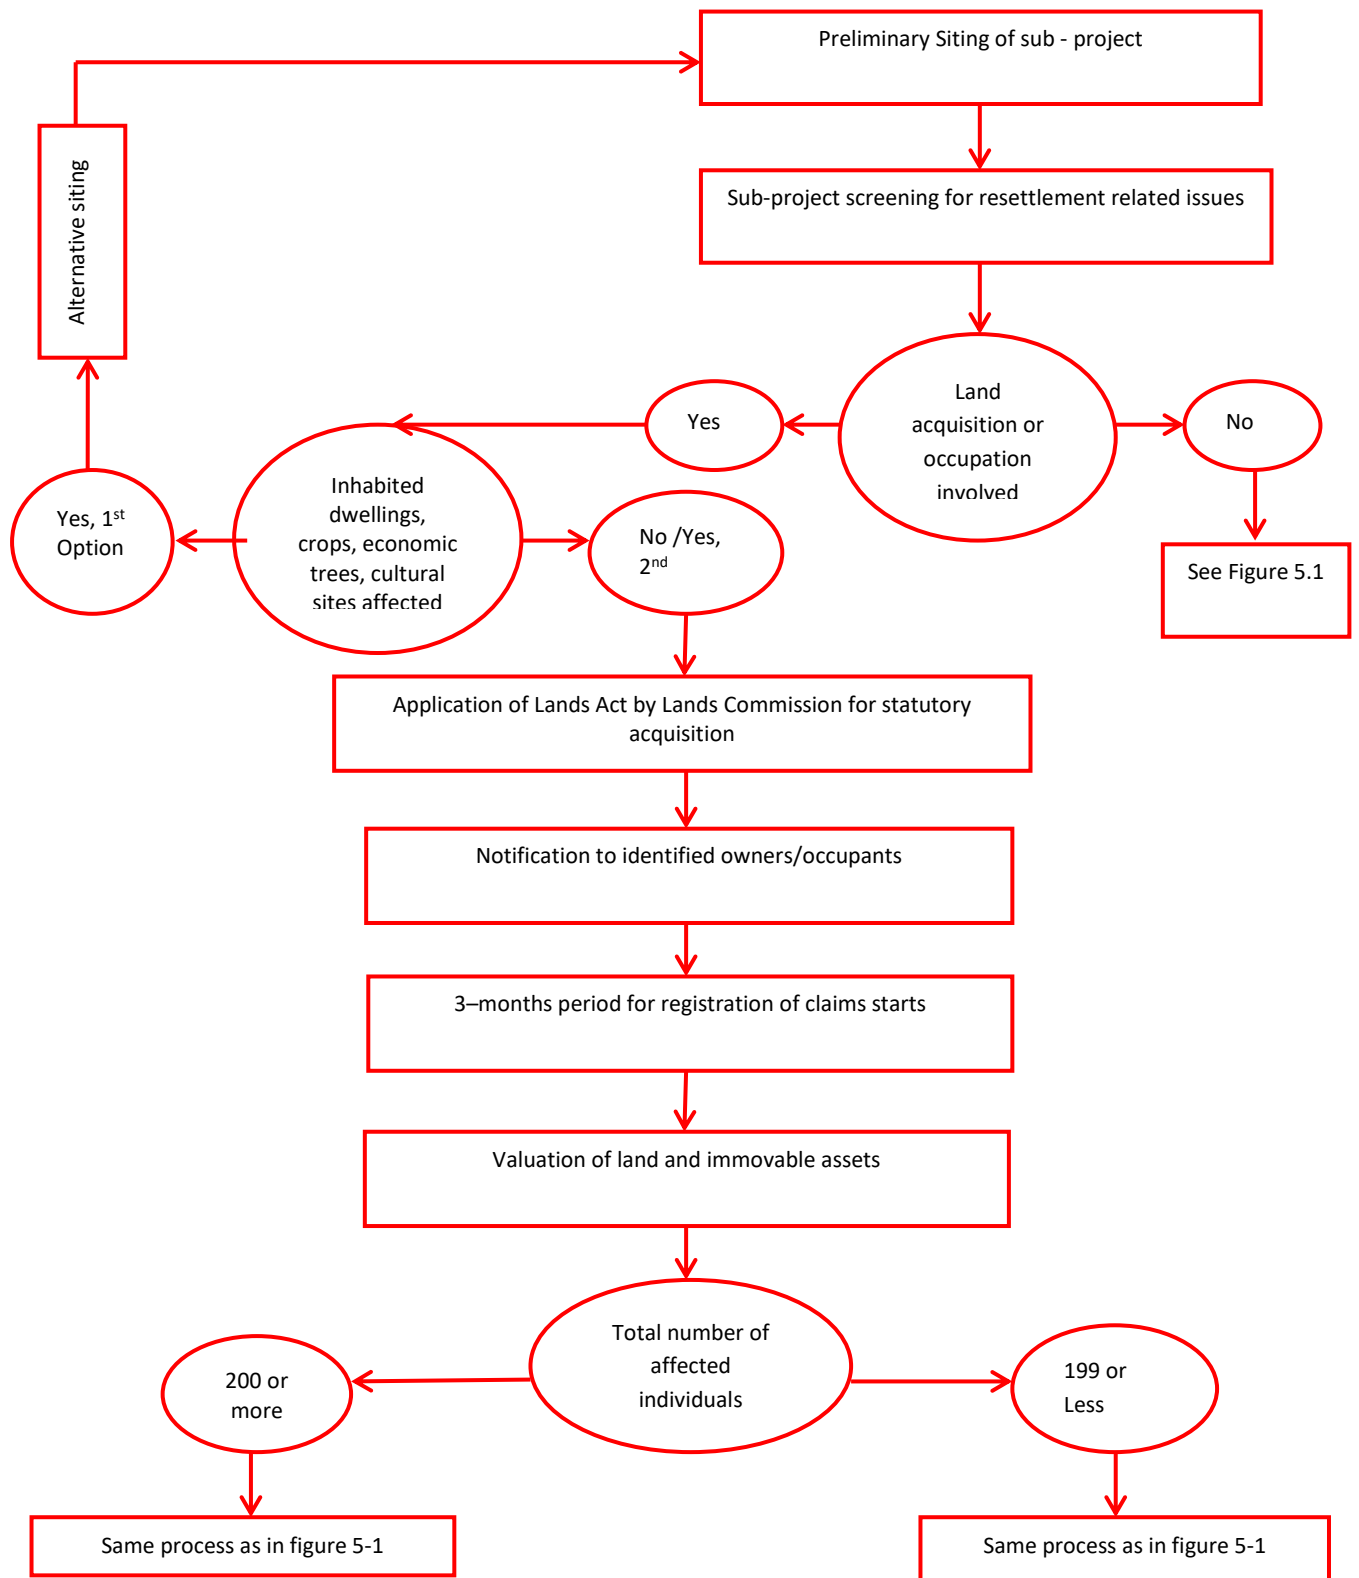 Preliminary Siting of sub - project
Alternative siting
Sub-project screening for resettlement related issues
Land
acquisition or
occupation
involved
Yes
No
Inhabited
dwellings,
crops, economic
trees, cultural
sites affected
Yes, 1st
Option
No /Yes,
2nd
See Figure 5.1
Application of Lands Act by Lands Commission for statutory
acquisition
Notification to identified owners/occupants
3–months period for registration of claims starts
Valuation of land and immovable assets
Total number of
affected
individuals
200 or
more
199 or
Less
Same process as in figure 5-1
Same process as in figure 5-1